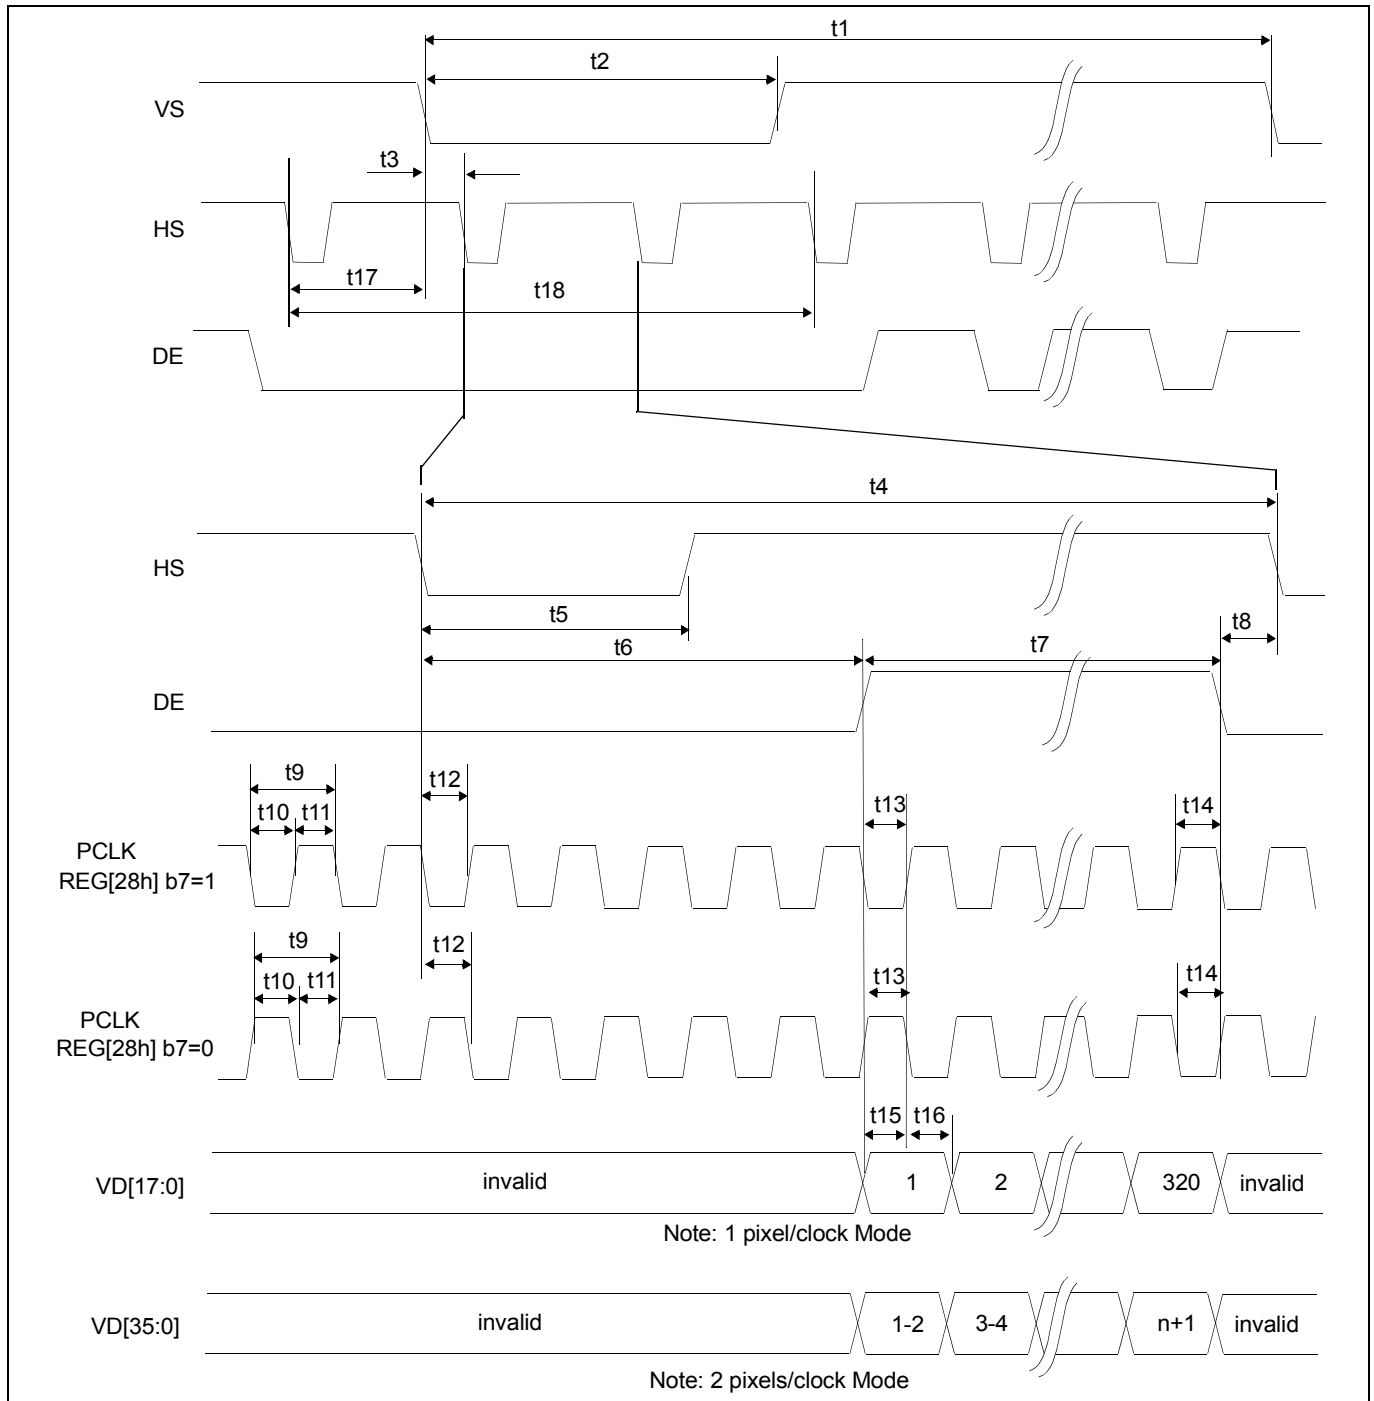 t1
t2
VS
t3
HS
t17
t18
DE
t4
HS
t5
t8
t6
t7
DE
t9
t12
t10 t11
t13
t14
PCLK
REG[28h] b7=1
t9
t12
t10 t11
t13
t14
PCLK
REG[28h] b7=0
t15 t16
VD[17:0] invalid 1 2 320 invalid
Note: 1 pixel/clock Mode
VD[35:0] invalid 1-2 3-4 n+1 invalid
Note: 2 pixels/clock Mode